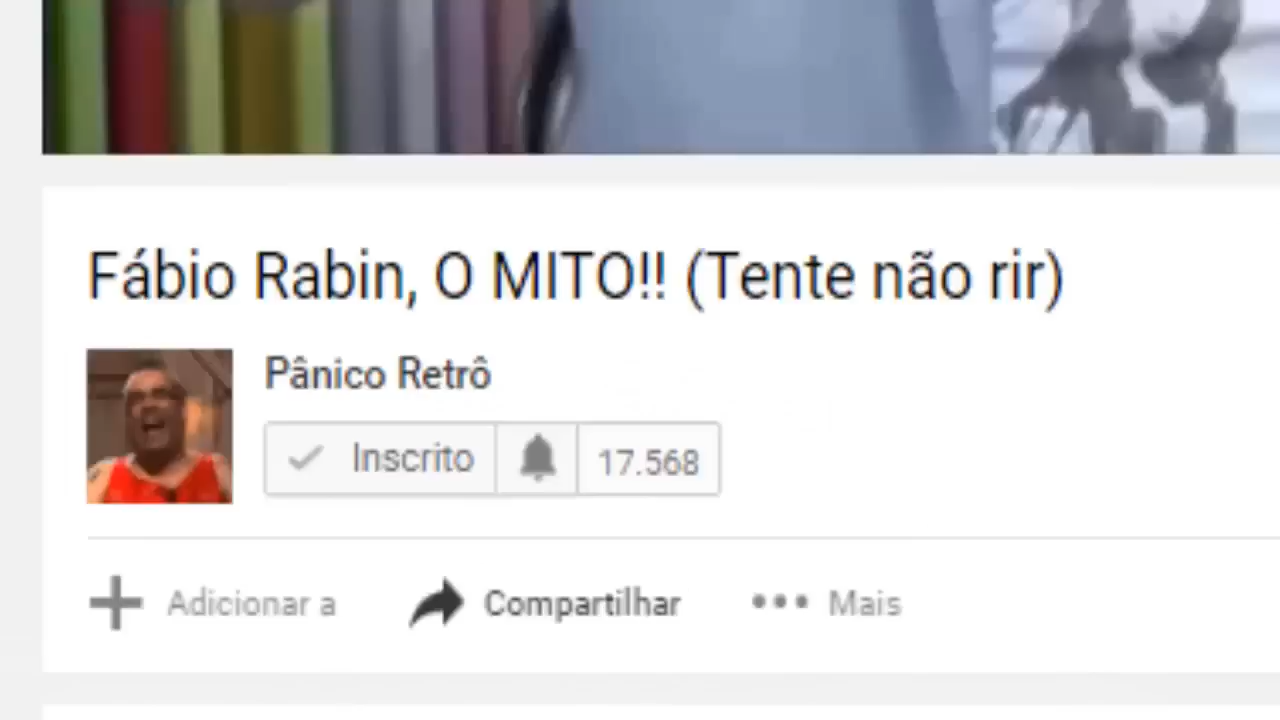 Fábio Rabin, O MITO!! (Tente não rir)
Pânico Retrô
Inscrito 17.568
Adicionar a Compartilhar Mais